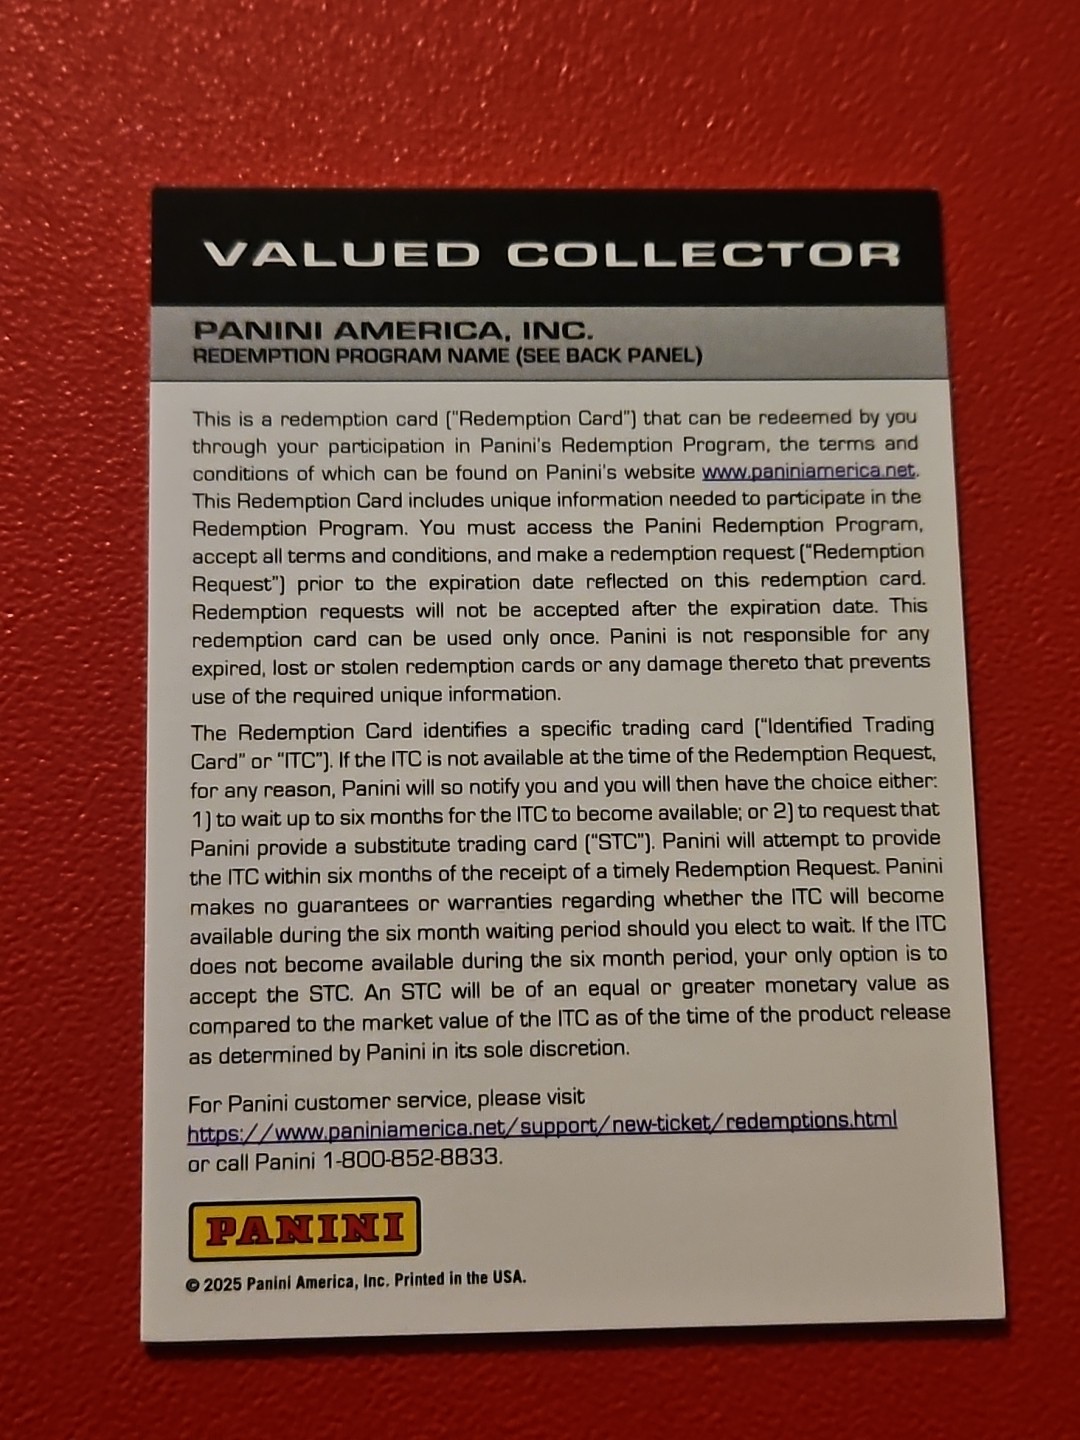 VALUED COLLECTOR
PANINI AMERICA, INC.
REDEMPTION PROGRAM NAME (SEE BACK PANEL)
This is a redemption card ("Redemption Card") that can be redeemed by you
through your participation in Panini's Redemption Program, the terms and
conditions of which can be found on Panini's website www.paniniamerica.net.
This Redemption Card includes unique information needed to participate in the
Redemption Program. You must access the Panini Redemption Program,
accept all terms and conditions, and make a redemption request ("Redemption
Request") prior to the expiration date reflected on this redemption card.
Redemption requests will not be accepted after the expiration date. This
redemption card can be used only once. Panini is not responsible for any
expired, lost or stolen redemption cards or any damage thereto that prevents
use of the required unique information.
The Redemption Card identifies a specific trading card ("Identified Trading
Card" or "ITC"). If the ITC is not available at the time of the Redemption Request,
for any reason, Panini will so notify you and you will then have the choice either:
1) to wait up to six months for the ITC to become available; or 2) to request that
Panini provide a substitute trading card ("STC"). Panini will attempt to provide
the ITC within six months of the receipt of a timely Redemption Request. Panini
makes no guarantees or warranties regarding whether the ITC will become
available during the six month waiting period should you elect to wait. If the ITC
does not become available during the six month period, your only option is to
accept the STC. An STC will be of an equal or greater monetary value as
compared to the market value of the ITC as of the time of the product release
as determined by Panini in its sole discretion.
For Panini customer service, please visit
https://www.paniniamerica.net/support/new-ticket/redemptions.html
or call Panini 1-800-852-8833.
PANINI
© 2025 Panini America, Inc. Printed in the USA.